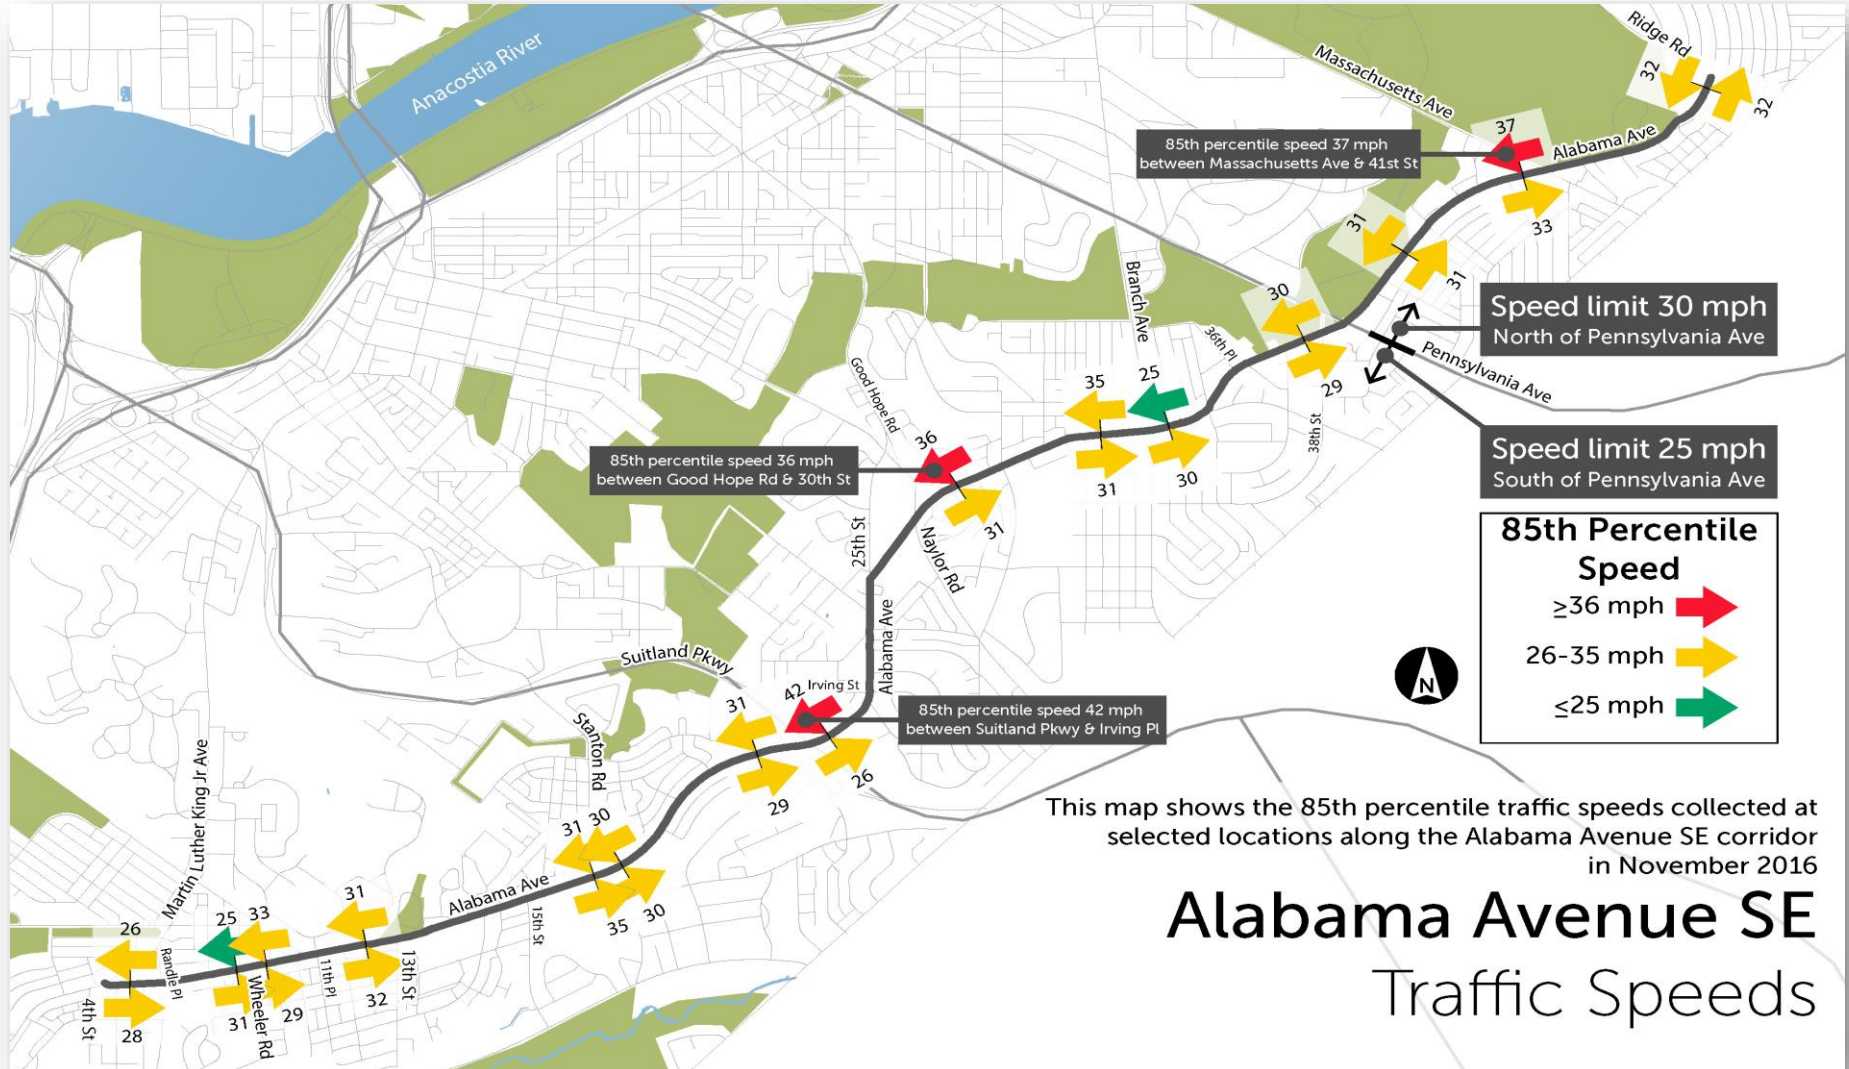 Ridge Rd
Anacostia River
Massachusetts Ave
32
32
37
Alabama Ave
85th percentile speed 37 mph
between Massachusetts Ave & 41st St
33
31
31
Branch Ave
30
Speed limit 30 mph
North of Pennsylvania Ave
36th Pl
Pennsylvania Ave
29
Good Hope Rd
35
25
38th St
Speed limit 25 mph
South of Pennsylvania Ave
36
85th percentile speed 36 mph
between Good Hope Rd & 30th St
31
30
31
25th St
Naylor Rd
85th Percentile
Speed
≥36 mph
26-35 mph
≤25 mph
N
Alabama Ave
Suitland Pkwy
42
Irving St
31
85th percentile speed 42 mph
between Suitland Pkwy & Irving Pl
Stanton Rd
26
29
Martin Luther King Jr Ave
31
30
This map shows the 85th percentile traffic speeds collected at
selected locations along the Alabama Avenue SE corridor
in November 2016
Alabama Avenue SE
Traffic Speeds
Alabama Ave
31
15th St
35
30
26
25
33
Randle Pl
Wheeler Rd
11th Pl
13th St
32
4th St
28
31
29